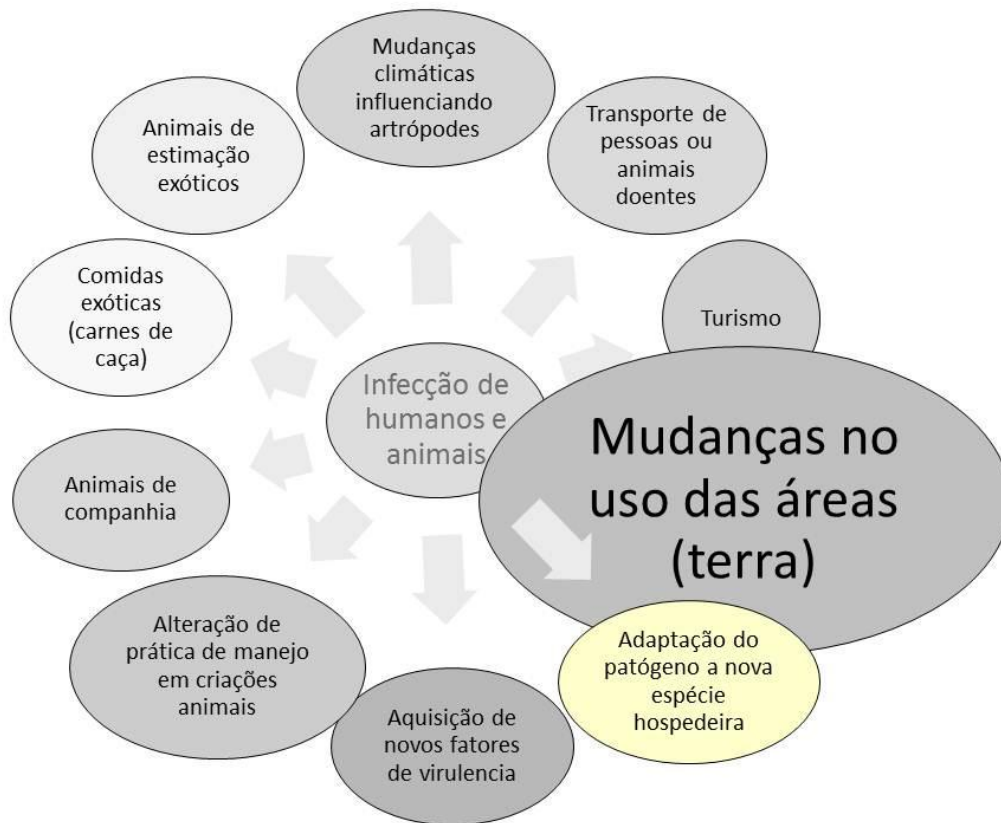 Mudanças
climáticas
influenciando
artrópodes
Transporte de
pessoas ou
animais
doentes
Turismo
Mudanças no
uso das áreas
(terra)
Adaptação do
patógeno a nova
espécie
hospedeira
Aquisição de
novos fatores
de virulencia
Alteração de
prática de manejo
em criações
animais
Animais de
companhia
Comidas
exóticas
(carnes de
caça)
Animais de
estimação
exóticos
Infecção de
humanos e
animais